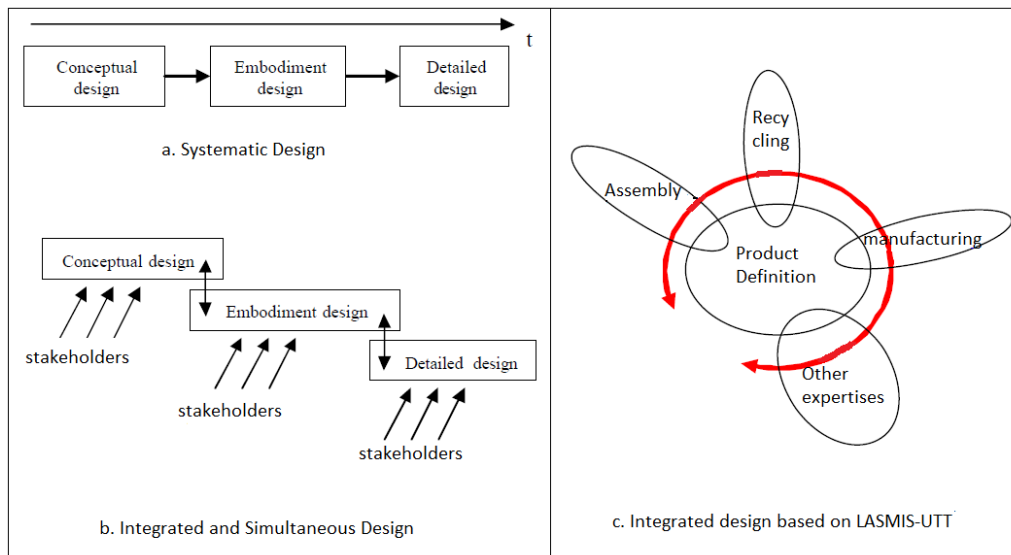 t
Conceptual
design
Embodiment
design
Detailed
design
a. Systematic Design
Conceptual design
stakeholders
Embodiment design
stakeholders
Detailed design
stakeholders
b. Integrated and Simultaneous Design
Recy
cling
Assembly
manufacturing
Product
Definition
Other
expertises
c. Integrated design based on LASMIS-UTT